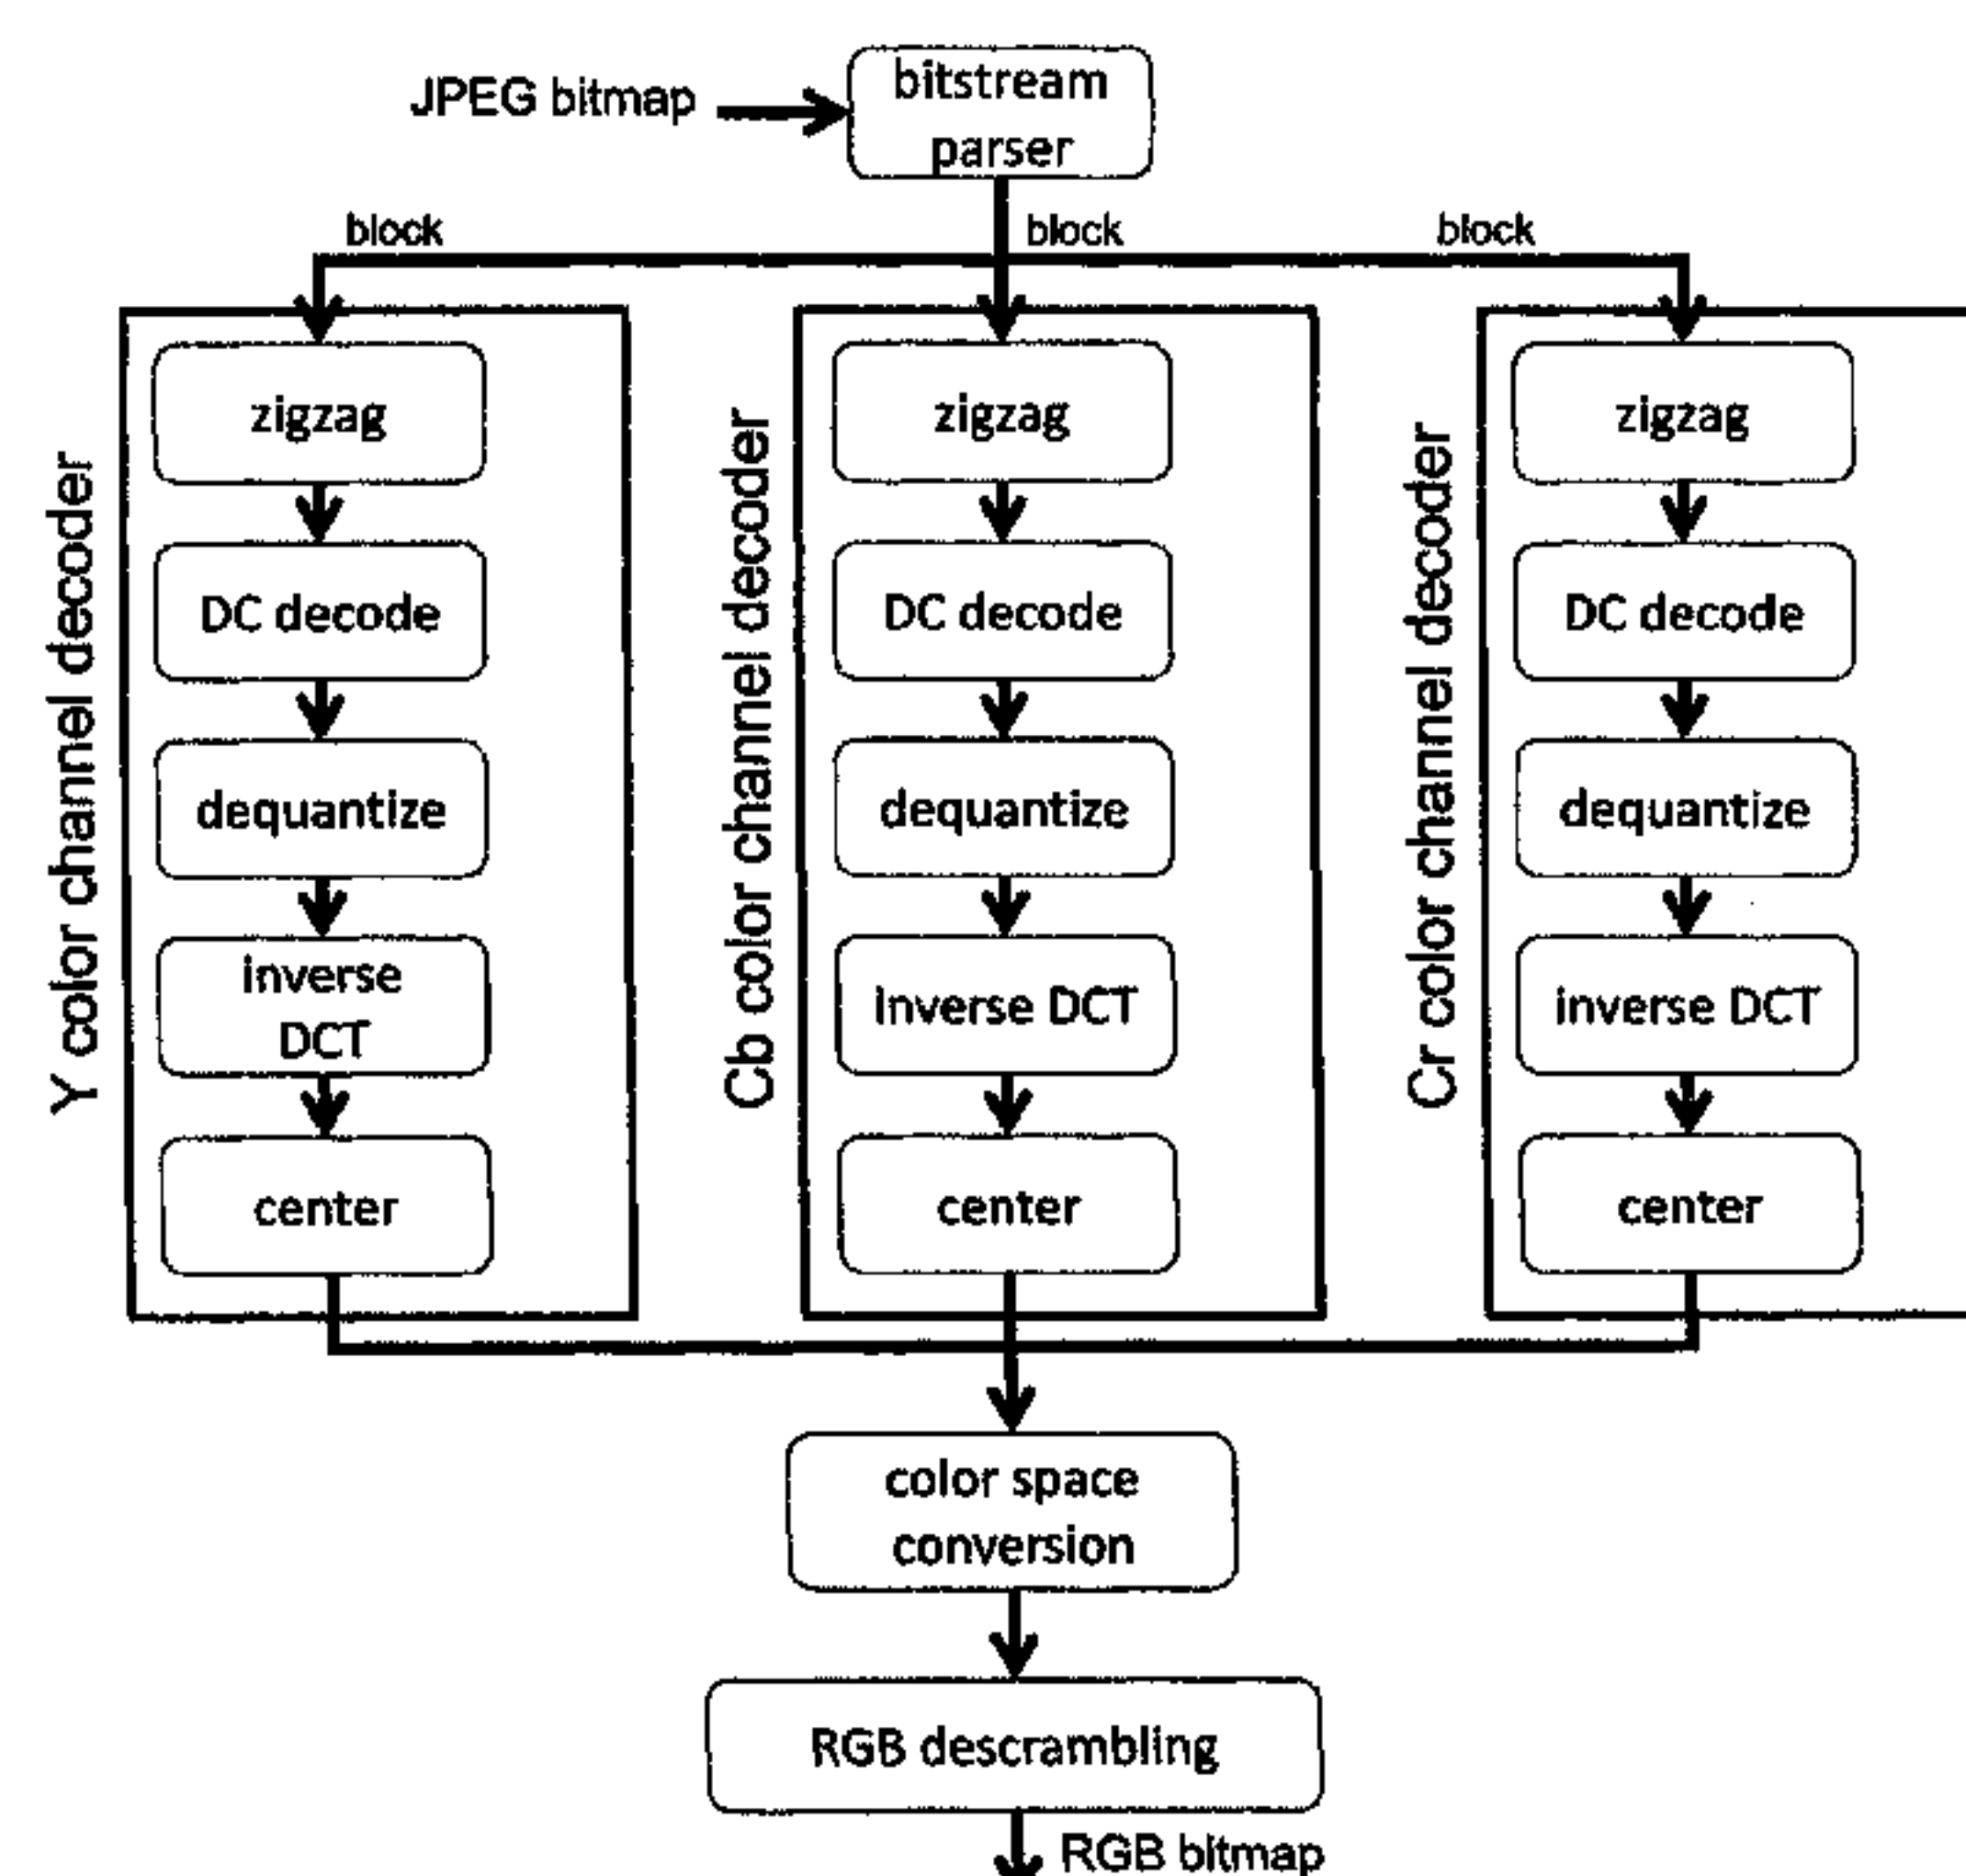 JPEG bitmap
bitstream
parser
block
block
block
Y color channel decoder
zigzag
DC decode
dequantize
inverse
DCT
center
Cb color channel decoder
zigzag
DC decode
dequantize
Inverse DCT
center
Cr color channel decoder
zigzag
DC decode
dequantize
inverse DCT
center
color space
conversion
RGB descrambling
RGB bitmap